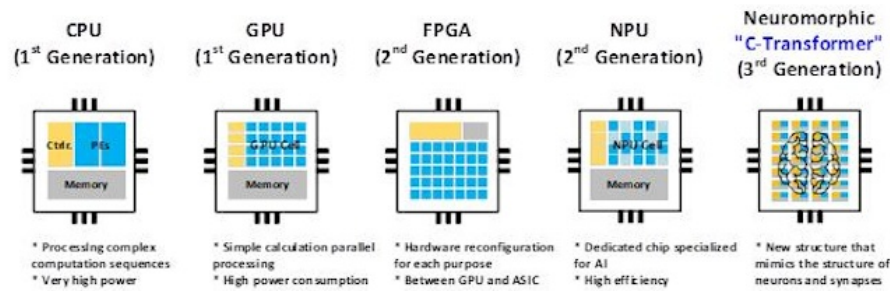 CPU
(1st Generation)
GPU
(1st Generation)
FPGA
(2nd Generation)
NPU
(2nd Generation)
Neuromorphic
"C-Transformer"
(3rd Generation)
Ctrlr.
PEs
Memory
GPU Cell
Memory
NPU Cell
Memory
* Processing complex
computation sequences
* Very high power
* Simple calculation parallel
processing
* High power consumption
* Hardware reconfiguration
for each purpose
* Between GPU and ASIC
* Dedicated chip specialized
for AI
* High efficiency
* New structure that
mimics the structure of
neurons and synapses